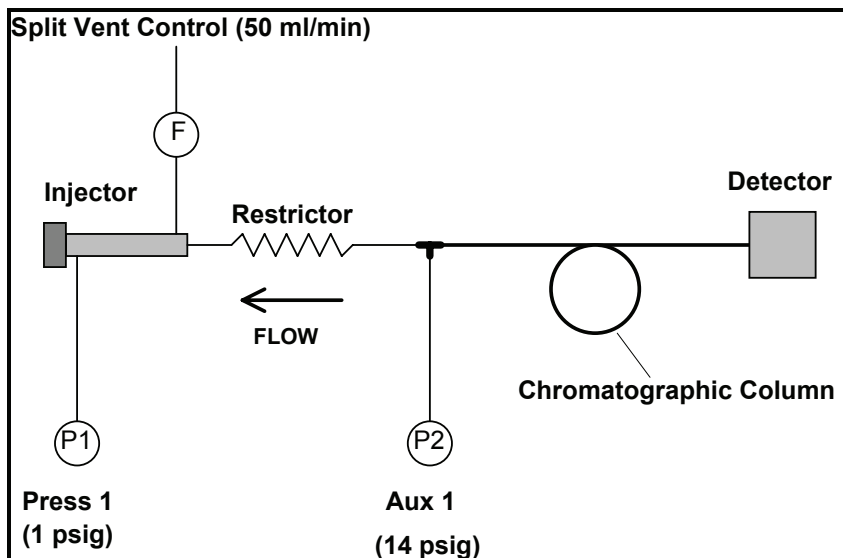 Split Vent Control (50 ml/min)
F
Injector
Restrictor
Detector
FLOW
Chromatographic Column
P1
P2
Press 1
(1 psig)
Aux 1
(14 psig)